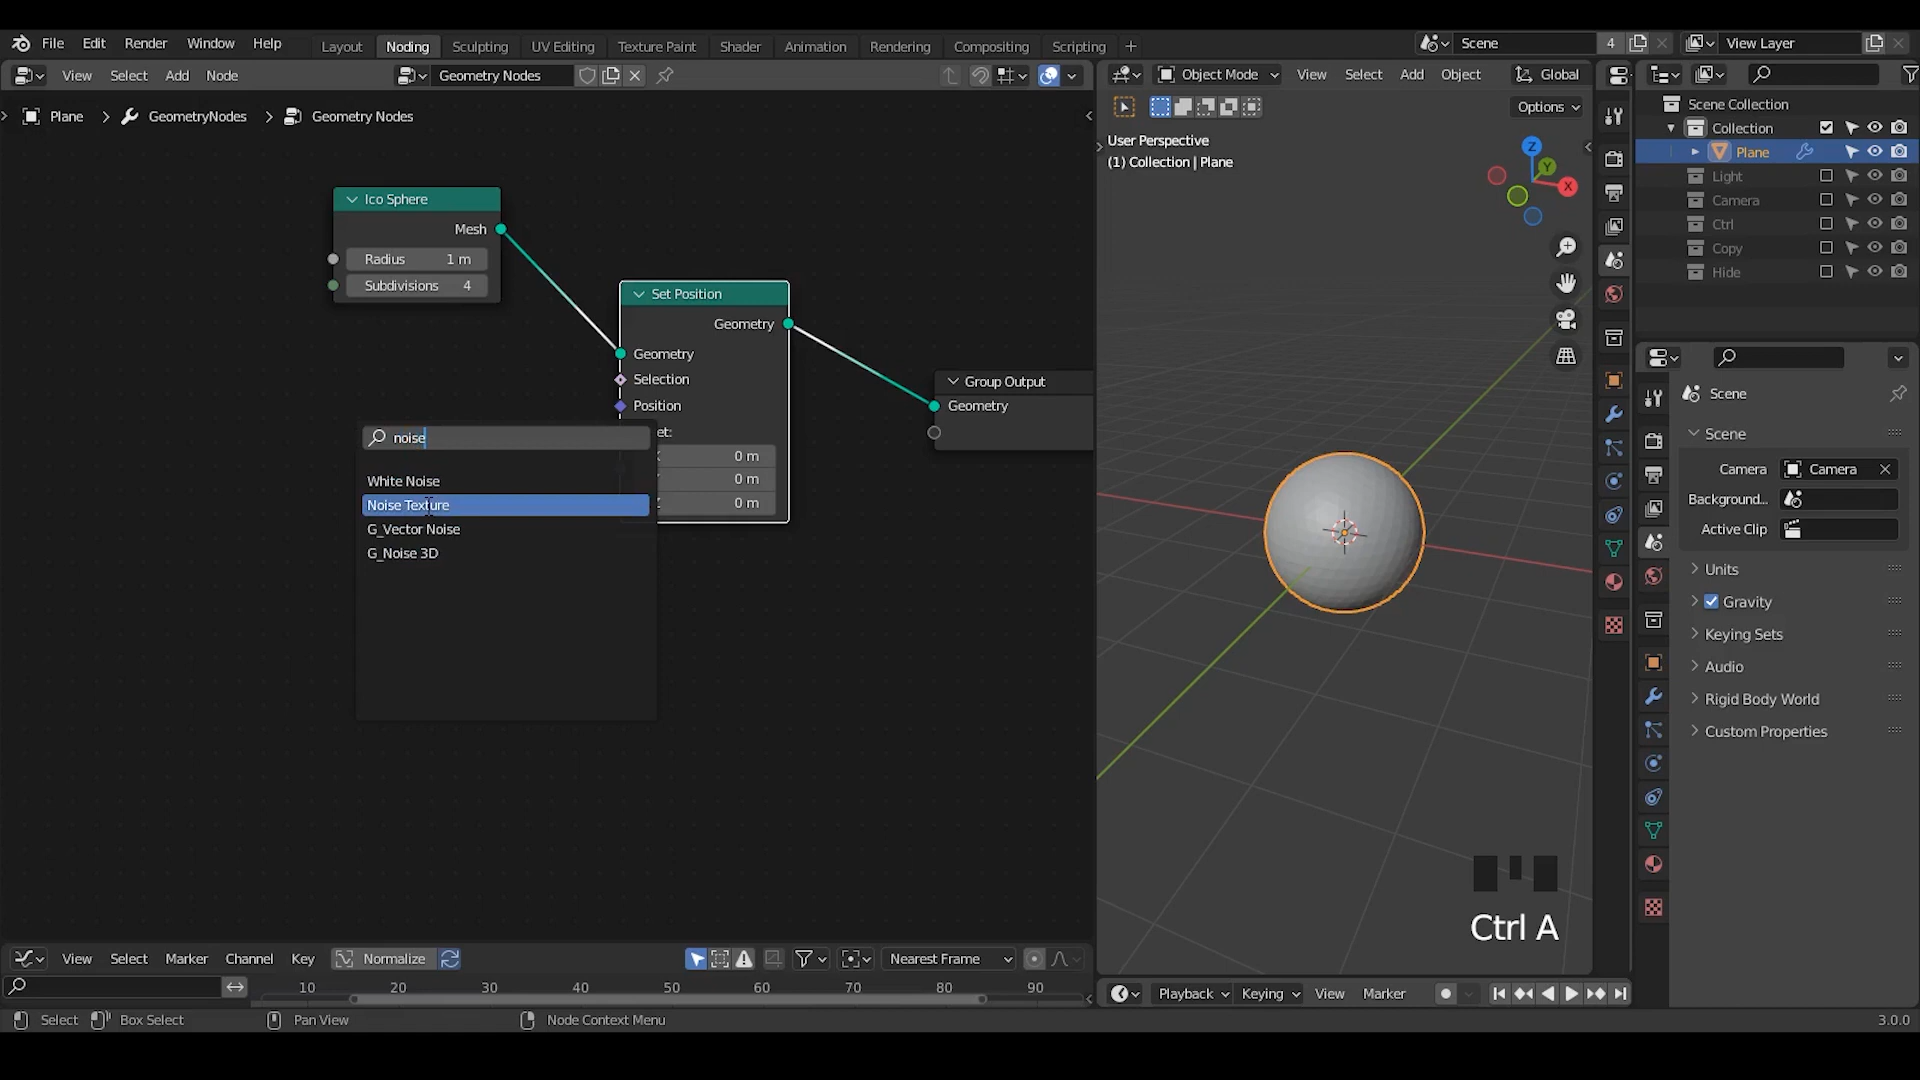 File Edit Render Window Help
Layout Noding Sculpting UV Editing Texture Paint Shader Animation Rendering Compositing Scripting +
Scene 4
View Layer
View Select Add Node
Geometry Nodes
Object Mode View Select Add Object Global
Plane > GeometryNodes > Geometry Nodes
Options
User Perspective
(1) Collection | Plane
Z
Y
X
Scene Collection
Collection
Plane
Light
Camera
Ctrl
Copy
Hide
Ico Sphere
Mesh
Radius 1 m
Subdivisions 4
Set Position
Geometry
Geometry
Selection
Position
et:
0 m
0 m
0 m
Group Output
Geometry
noise
White Noise
Noise Texture
G_Vector Noise
G_Noise 3D
Scene
Scene
Camera Camera
Background...
Active Clip
Units
Gravity
Keying Sets
Audio
Rigid Body World
Custom Properties
Ctrl A
View Select Marker Channel Key Normalize Nearest Frame
10 20 30 40 50 60 70 80 90
Playback Keying View Marker
Select Box Select Pan View Node Context Menu
3.0.0